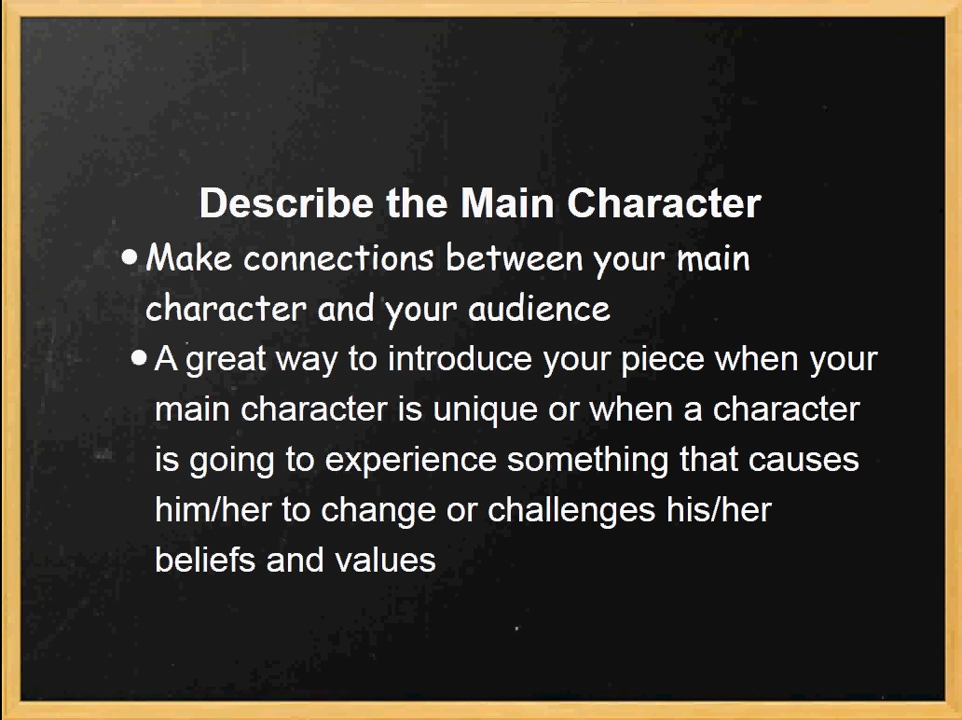 Describe the Main Character
• Make connections between your main
character and your audience
• A great way to introduce your piece when your
main character is unique or when a character
is going to experience something that causes
him/her to change or challenges his/her
beliefs and values